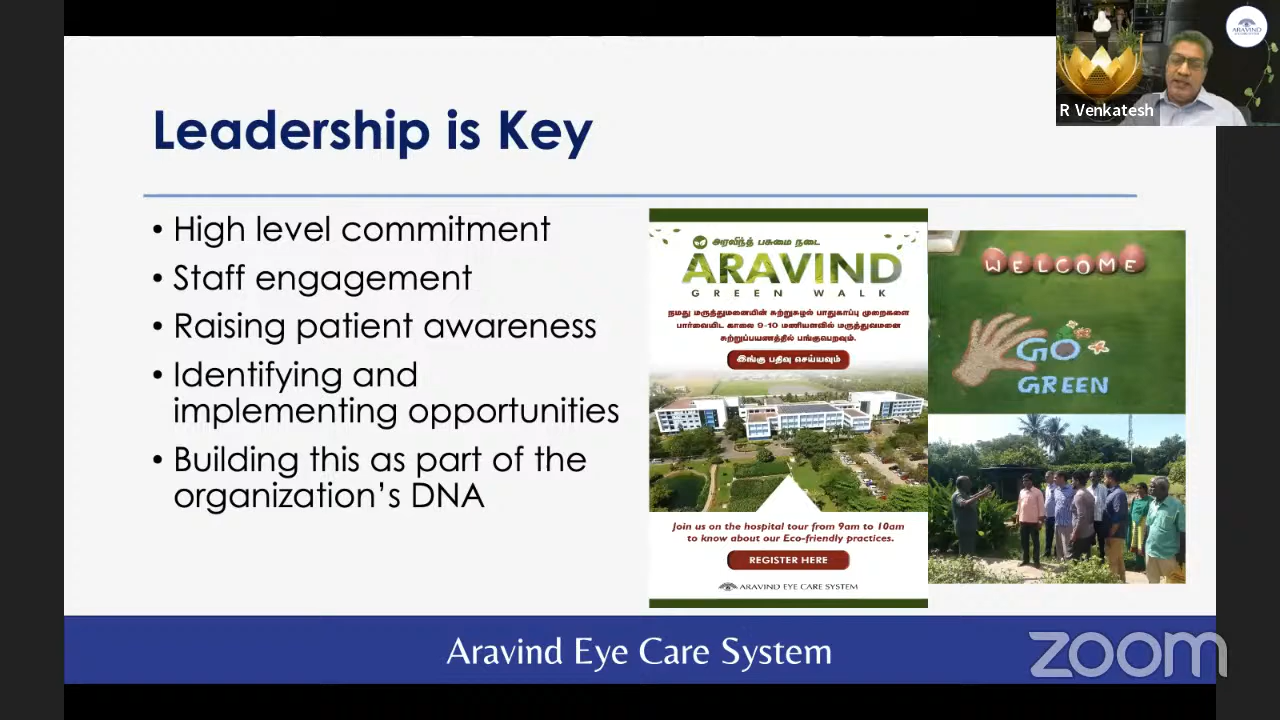 R Venkatesh
ARAVIND
Leadership is Key
• High level commitment
• Staff engagement
• Raising patient awareness
• Identifying and
implementing opportunities
• Building this as part of the
organization’s DNA
அரவிந்த் பசுமை நடை
ARAVIND
GREEN WALK
நமது மருத்துவமனையின் சுற்றுசுழல் பாதுகாப்பு முறைகளை
பார்வையிட காலை 9-10 மணியளவில் மருத்துவமனை
சுற்றுப்பயணத்தில் பங்குபெறவும்.
இங்கு பதிவு செய்யவும்
Join us on the hospital tour from 9am to 10am
to know about our Eco-friendly practices.
REGISTER HERE
ARAVIND EYE CARE SYSTEM
WELCOME
GO
GREEN
Aravind Eye Care System
zoom